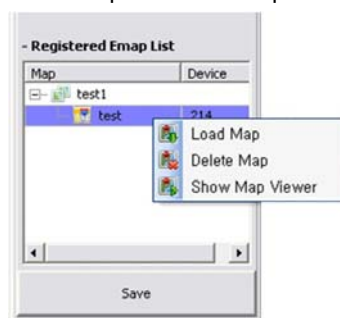 - Registered Emap List
Map Device
test1
test 214
Load Map
Delete Map
Show Map Viewer
Save